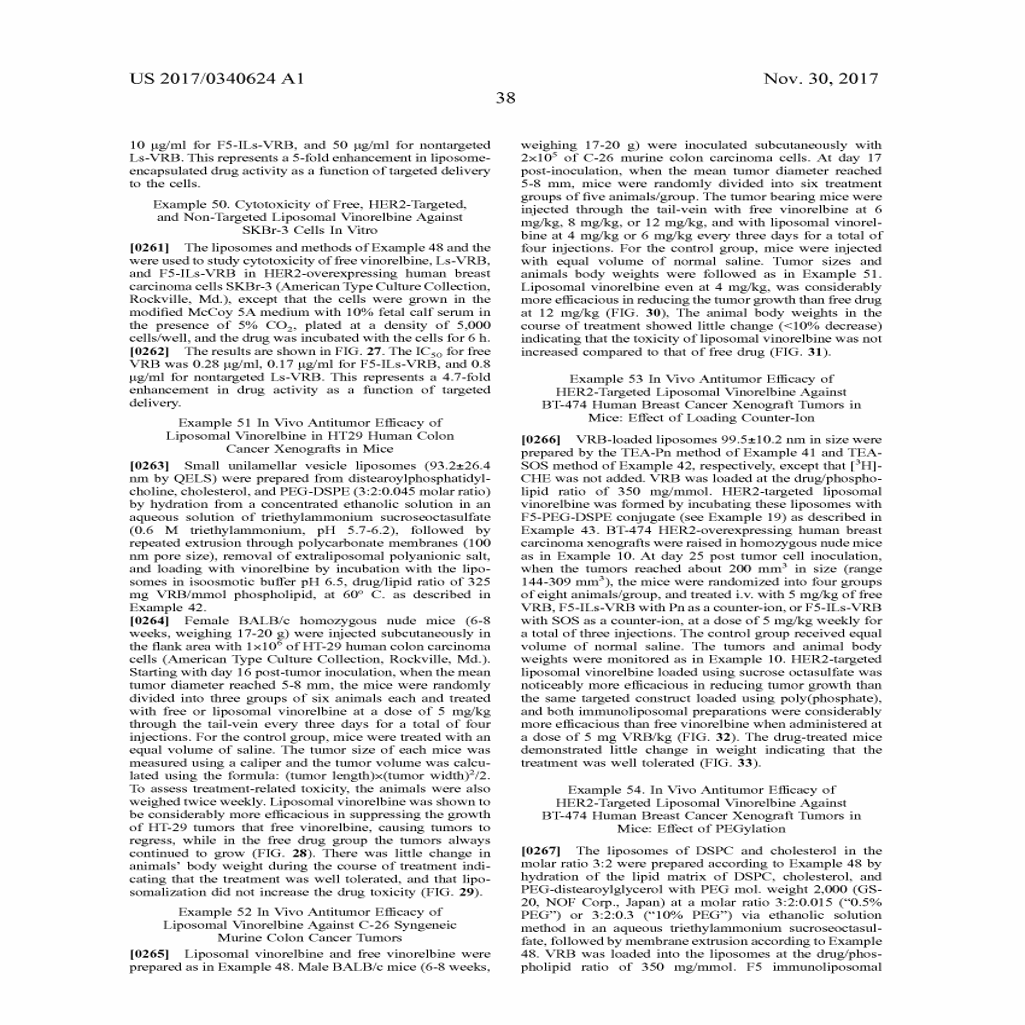 US 2017/0340624 A1
Nov. 30, 2017
38
10 μg/ml for F5-ILs-VRB, and 50 μg/ml for nontargeted
Ls-VRB. This represents a 5-fold enhancement in liposome-
encapsulated drug activity as a function of targeted delivery
to the cells.
Example 50. Cytotoxicity of Free, HER2-Targeted,
and Non-Targeted Liposomal Vinorelbine Against
SKBr-3 Cells In Vitro
[0261] The liposomes and methods of Example 48 and the
were used to study cytotoxicity of free vinorelbine, Ls-VRB,
and F5-ILs-VRB in HER2-overexpressing human breast
carcinoma cells SKBr-3 (American Type Culture Collection,
Rockville, Md.), except that the cells were grown in the
modified McCoy 5A medium with 10% fetal calf serum in
the presence of 5% CO₂, plated at a density of 5,000
cells/well, and the drug was incubated with the cells for 6 h.
[0262] The results are shown in FIG. 27. The IC₅₀ for free
VRB was 0.28 μg/ml, 0.17 μg/ml for F5-ILs-VRB, and 0.8
μg/ml for nontargeted Ls-VRB. This represents a 4.7-fold
enhancement in drug activity as a function of targeted
delivery.
Example 51 In Vivo Antitumor Efficacy of
Liposomal Vinorelbine in HT29 Human Colon
Cancer Xenografts in Mice
[0263] Small unilamellar vesicle liposomes (93.2±26.4
nm by QELS) were prepared from distearoylphosphatidyl-
choline, cholesterol, and PEG-DSPE (3:2:0.045 molar ratio)
by hydration from a concentrated ethanolic solution in an
aqueous solution of triethylammonium sucroseoctasulfate
(0.6 M triethylammonium, pH 5.7-6.2), followed by
repeated extrusion through polycarbonate membranes (100
nm pore size), removal of extraliposomal polyanionic salt,
and loading with vinorelbine by incubation with the lipo-
somes in isoosmotic buffer pH 6.5, drug/lipid ratio of 325
mg VRB/mmol phospholipid, at 60° C. as described in
Example 42.
[0264] Female BALB/c homozygous nude mice (6-8
weeks, weighing 17-20 g) were injected subcutaneously in
the flank area with 1×10⁶ of HT-29 human colon carcinoma
cells (American Type Culture Collection, Rockville, Md.).
Starting with day 16 post-tumor inoculation, when the mean
tumor diameter reached 5-8 mm, the mice were randomly
divided into three groups of six animals each and treated
with free or liposomal vinorelbine at a dose of 5 mg/kg
through the tail-vein every three days for a total of four
injections. For the control group, mice were treated with an
equal volume of saline. The tumor size of each mice was
measured using a caliper and the tumor volume was calcu-
lated using the formula: (tumor length)×(tumor width)²/2.
To assess treatment-related toxicity, the animals were also
weighed twice weekly. Liposomal vinorelbine was shown to
be considerably more efficacious in suppressing the growth
of HT-29 tumors that free vinorelbine, causing tumors to
regress, while in the free drug group the tumors always
continued to grow (FIG. 28). There was little change in
animals' body weight during the course of treatment indi-
cating that the treatment was well tolerated, and that lipo-
somalization did not increase the drug toxicity (FIG. 29).
Example 52 In Vivo Antitumor Efficacy of
Liposomal Vinorelbine Against C-26 Syngeneic
Murine Colon Cancer Tumors
[0265] Liposomal vinorelbine and free vinorelbine were
prepared as in Example 48. Male BALB/c mice (6-8 weeks,
weighing 17-20 g) were inoculated subcutaneously with
2×10⁵ of C-26 murine colon carcinoma cells. At day 17
post-inoculation, when the mean tumor diameter reached
5-8 mm, mice were randomly divided into six treatment
groups of five animals/group. The tumor bearing mice were
injected through the tail-vein with free vinorelbine at 6
mg/kg, 8 mg/kg, or 12 mg/kg, and with liposomal vinorel-
bine at 4 mg/kg or 6 mg/kg every three days for a total of
four injections. For the control group, mice were injected
with equal volume of normal saline. Tumor sizes and
animals body weights were followed as in Example 51.
Liposomal vinorelbine even at 4 mg/kg, was considerably
more efficacious in reducing the tumor growth than free drug
at 12 mg/kg (FIG. 30), The animal body weights in the
course of treatment showed little change (<10% decrease)
indicating that the toxicity of liposomal vinorelbine was not
increased compared to that of free drug (FIG. 31).
Example 53 In Vivo Antitumor Efficacy of
HER2-Targeted Liposomal Vinorelbine Against
BT-474 Human Breast Cancer Xenograft Tumors in
Mice: Effect of Loading Counter-Ion
[0266] VRB-loaded liposomes 99.5±10.2 nm in size were
prepared by the TEA-Pn method of Example 41 and TEA-
SOS method of Example 42, respectively, except that [³H]-
CHE was not added. VRB was loaded at the drug/phospho-
lipid ratio of 350 mg/mmol. HER2-targeted liposomal
vinorelbine was formed by incubating these liposomes with
F5-PEG-DSPE conjugate (see Example 19) as described in
Example 43. BT-474 HER2-overexpressing human breast
carcinoma xenografts were raised in homozygous nude mice
as in Example 10. At day 25 post tumor cell inoculation,
when the tumors reached about 200 mm³ in size (range
144-309 mm³), the mice were randomized into four groups
of eight animals/group, and treated i.v. with 5 mg/kg of free
VRB, F5-ILs-VRB with Pn as a counter-ion, or F5-ILs-VRB
with SOS as a counter-ion, at a dose of 5 mg/kg weekly for
a total of three injections. The control group received equal
volume of normal saline. The tumors and animal body
weights were monitored as in Example 10. HER2-targeted
liposomal vinorelbine loaded using sucrose octasulfate was
noticeably more efficacious in reducing tumor growth than
the same targeted construct loaded using poly(phosphate),
and both immunoliposomal preparations were considerably
more efficacious than free vinorelbine when administered at
a dose of 5 mg VRB/kg (FIG. 32). The drug-treated mice
demonstrated little change in weight indicating that the
treatment was well tolerated (FIG. 33).
Example 54. In Vivo Antitumor Efficacy of
HER2-Targeted Liposomal Vinorelbine Against
BT-474 Human Breast Cancer Xenograft Tumors in
Mice: Effect of PEGylation
[0267] The liposomes of DSPC and cholesterol in the
molar ratio 3:2 were prepared according to Example 48 by
hydration of the lipid matrix of DSPC, cholesterol, and
PEG-distearoylglycerol with PEG mol. weight 2,000 (GS-
20, NOF Corp., Japan) at a molar ratio 3:2:0.015 ("0.5%
PEG") or 3:2:0.3 ("10% PEG") via ethanolic solution
method in an aqueous triethylammonium sucroseoctasul-
fate, followed by membrane extrusion according to Example
48. VRB was loaded into the liposomes at the drug/phos-
pholipid ratio of 350 mg/mmol. F5 immunoliposomal